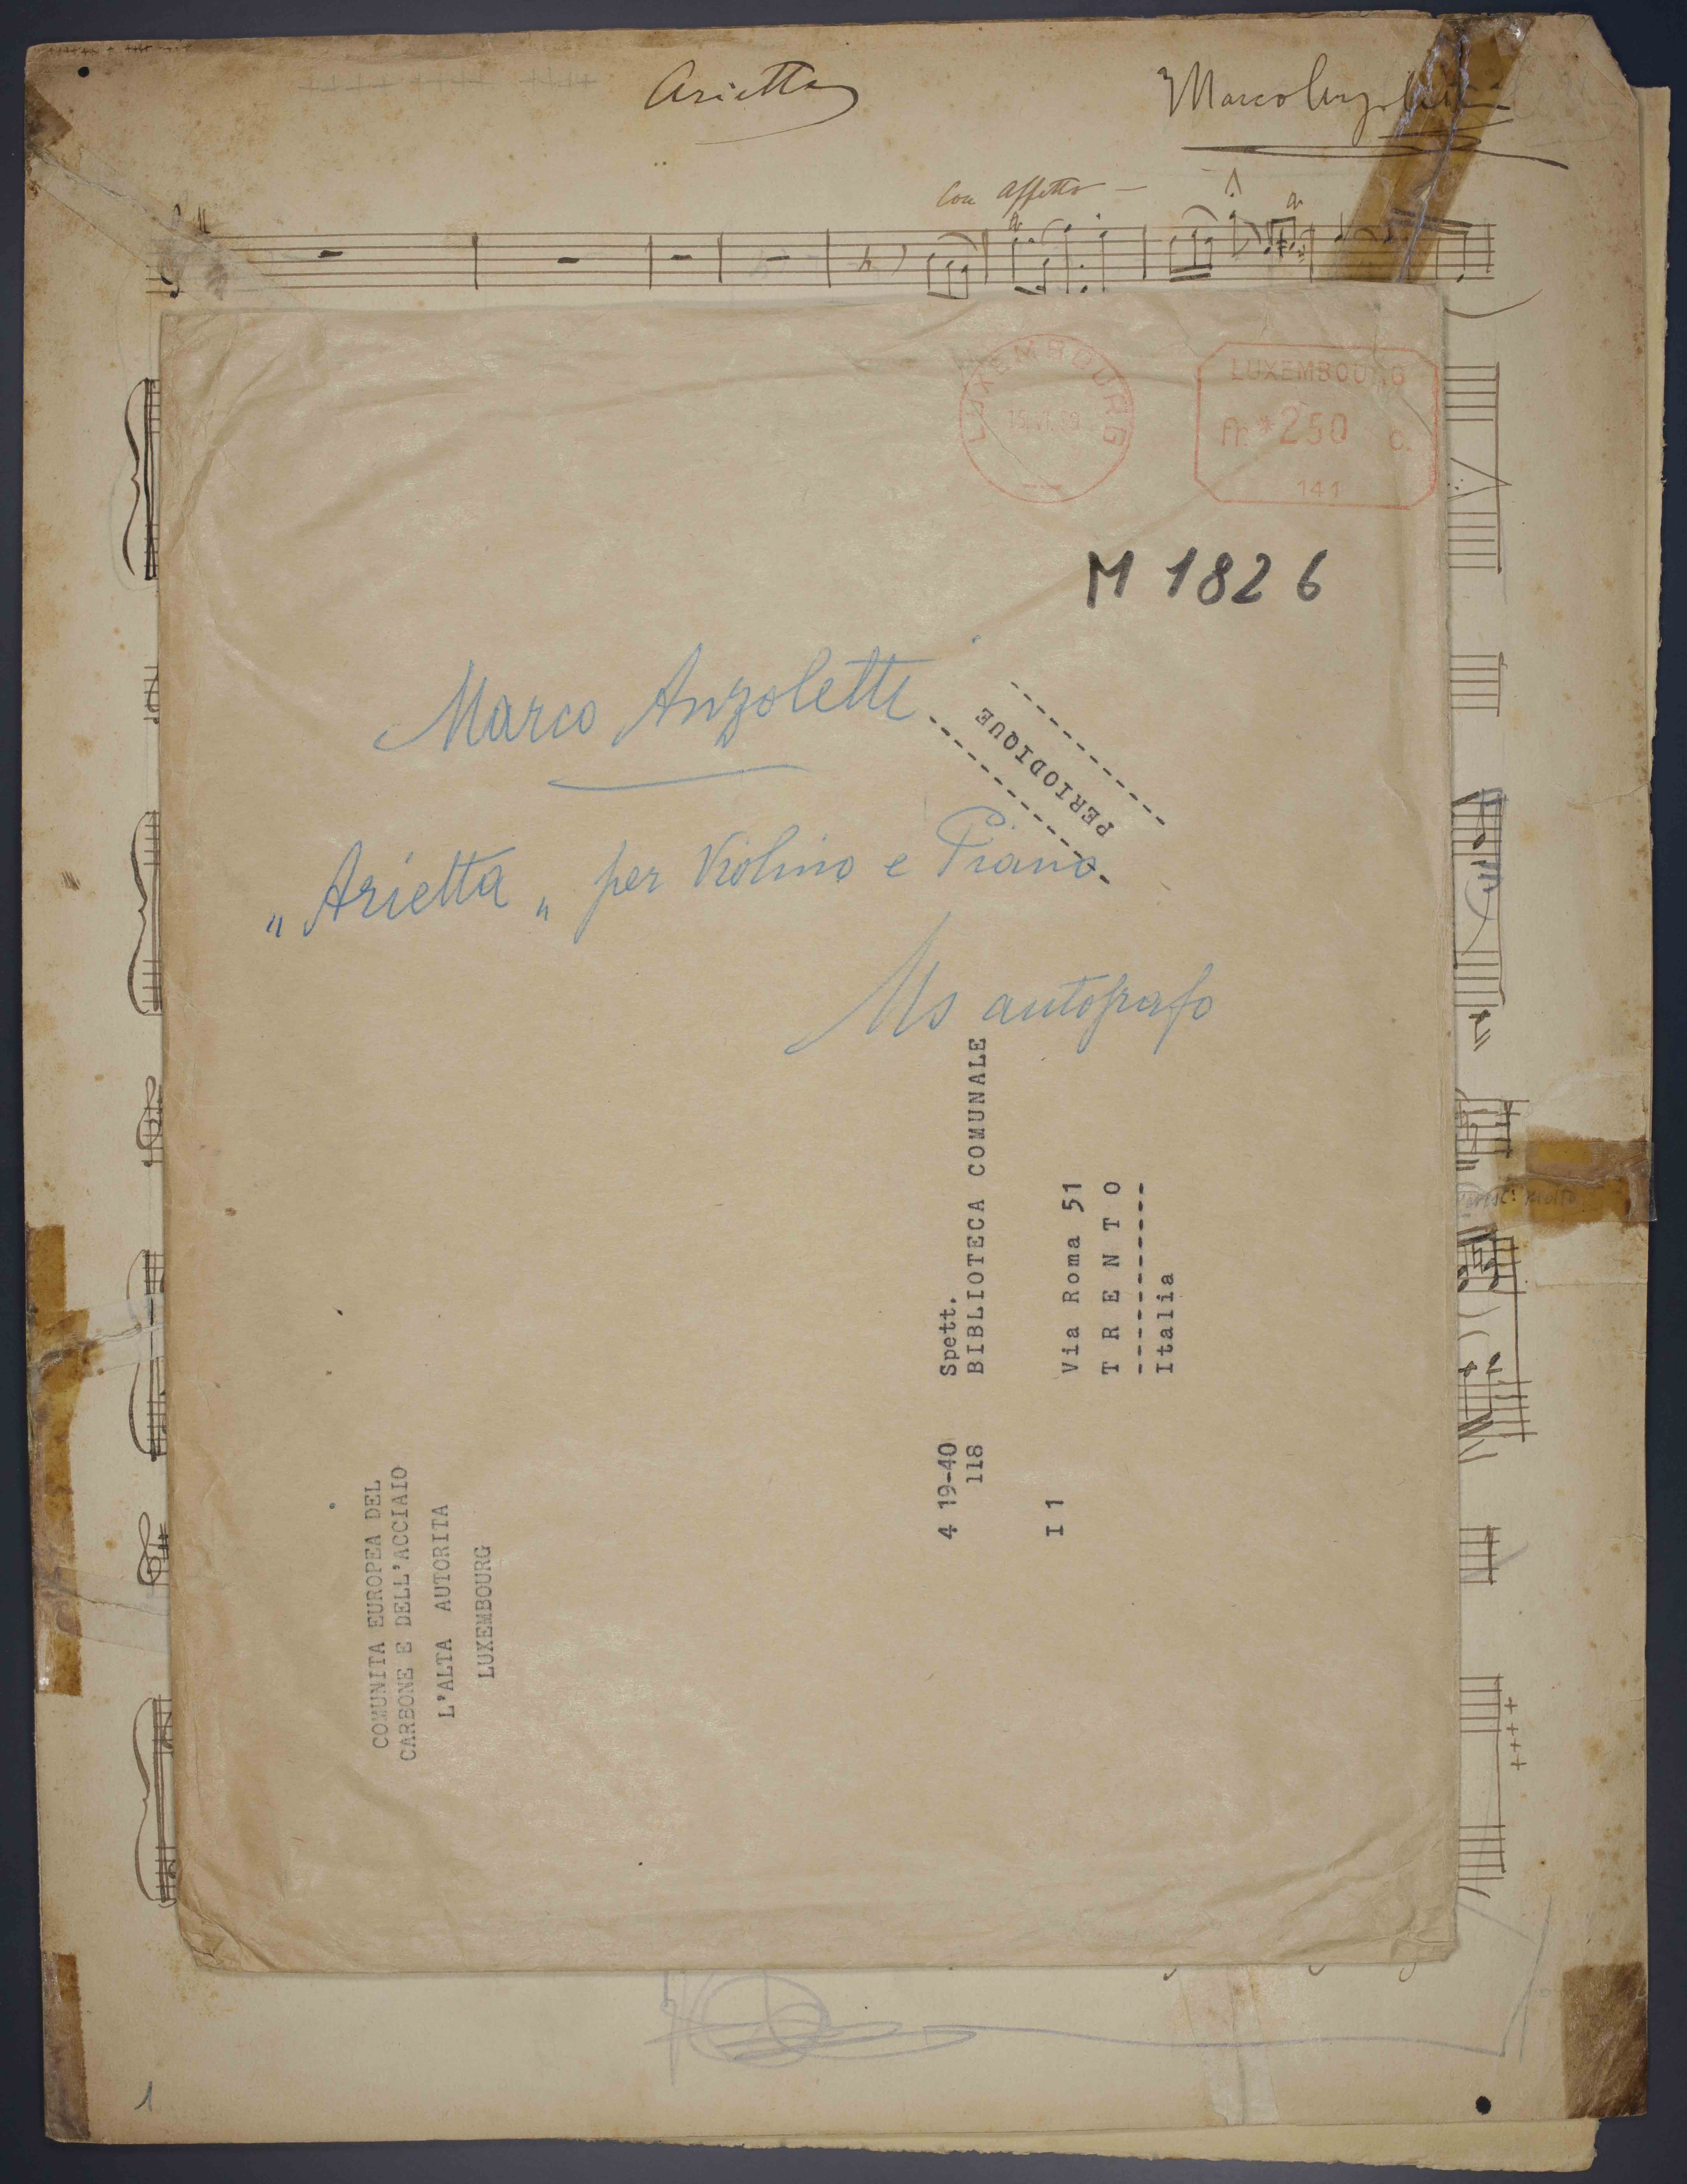 Arietta
Marco Anzoletti
Con affetto
LUXEMBOURG
LUXEMBOURG
fr. * 250 c.
141
M 1826
Marco Anzoletti
PERIODIQUE
"Arietta" per Violino e Piano.
Ms autografo
4 19-40 Spett.
118 BIBLIOTECA COMUNALE
I 1
Via Roma 51
T R E N T O
Italia
COMUNITA EUROPEA DEL
CARBONE E DELL'ACCIAIO
L'ALTA AUTORITA
LUXEMBOURG
1